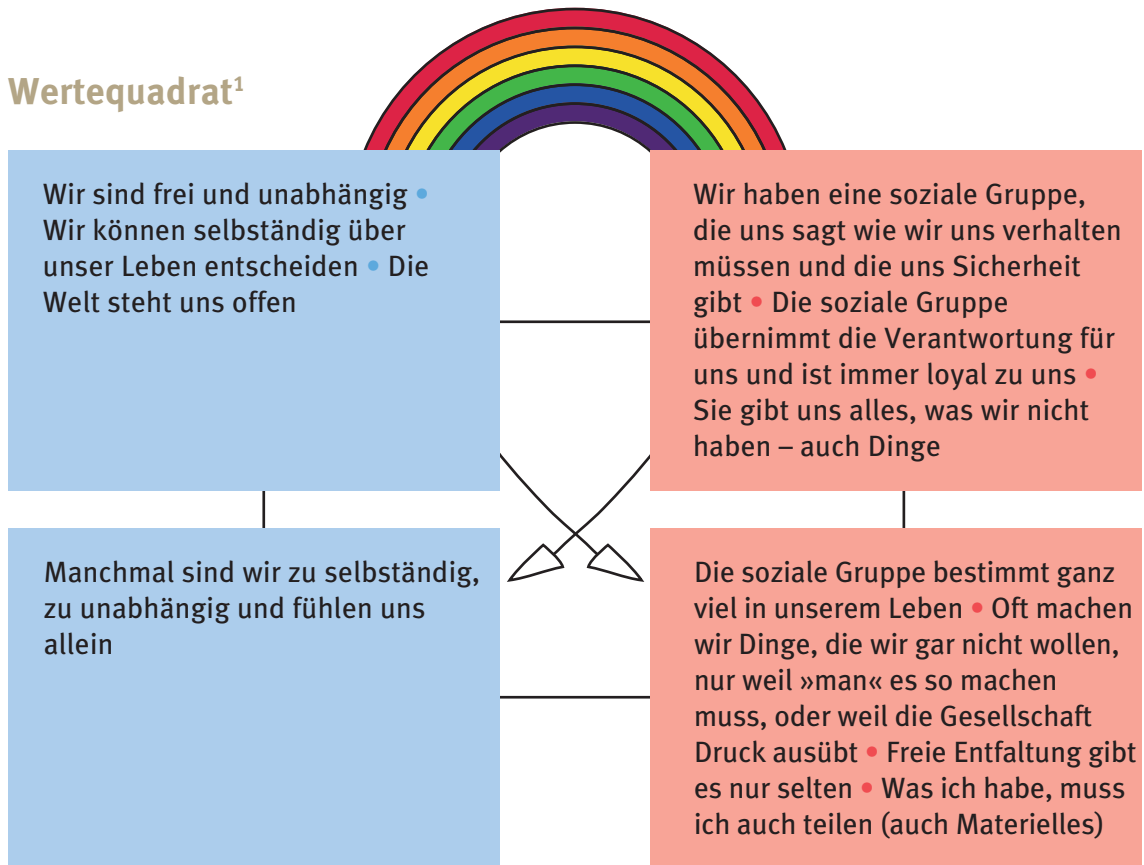 Wertequadrat¹
Wir sind frei und unabhängig •
Wir können selbständig über
unser Leben entscheiden • Die
Welt steht uns offen
Wir haben eine soziale Gruppe,
die uns sagt wie wir uns verhalten
müssen und die uns Sicherheit
gibt • Die soziale Gruppe
übernimmt die Verantwortung für
uns und ist immer loyal zu uns •
Sie gibt uns alles, was wir nicht
haben – auch Dinge
Manchmal sind wir zu selbständig,
zu unabhängig und fühlen uns
allein
Die soziale Gruppe bestimmt ganz
viel in unserem Leben • Oft machen
wir Dinge, die wir gar nicht wollen,
nur weil »man« es so machen
muss, oder weil die Gesellschaft
Druck ausübt • Freie Entfaltung gibt
es nur selten • Was ich habe, muss
ich auch teilen (auch Materielles)